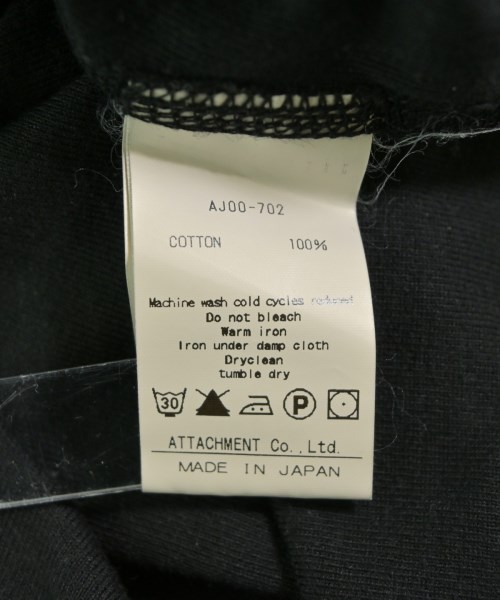 AJ00-702
COTTON 100%
Machine wash cold cycles reduced
Do not bleach
Warm iron
Iron under damp cloth
Dryclean
tumble dry
30 P
ATTACHMENT Co.,Ltd.
MADE IN JAPAN